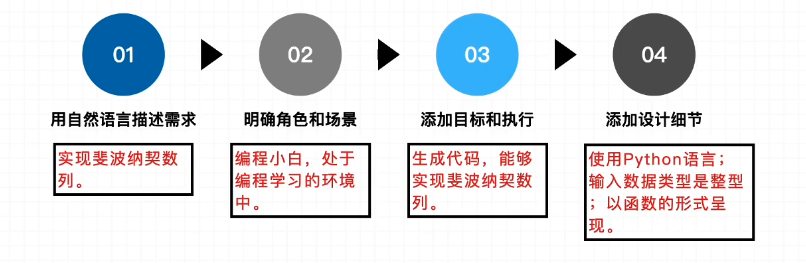 01
02
03
04
用自然语言描述需求
明确角色和场景
添加目标和执行
添加设计细节
实现斐波纳契数
列。
编程小白，处于
编程学习的环境
中。
生成代码，能够
实现斐波纳契数
列。
使用Python语言；
输入数据类型是整型
；以函数的形式呈
现。